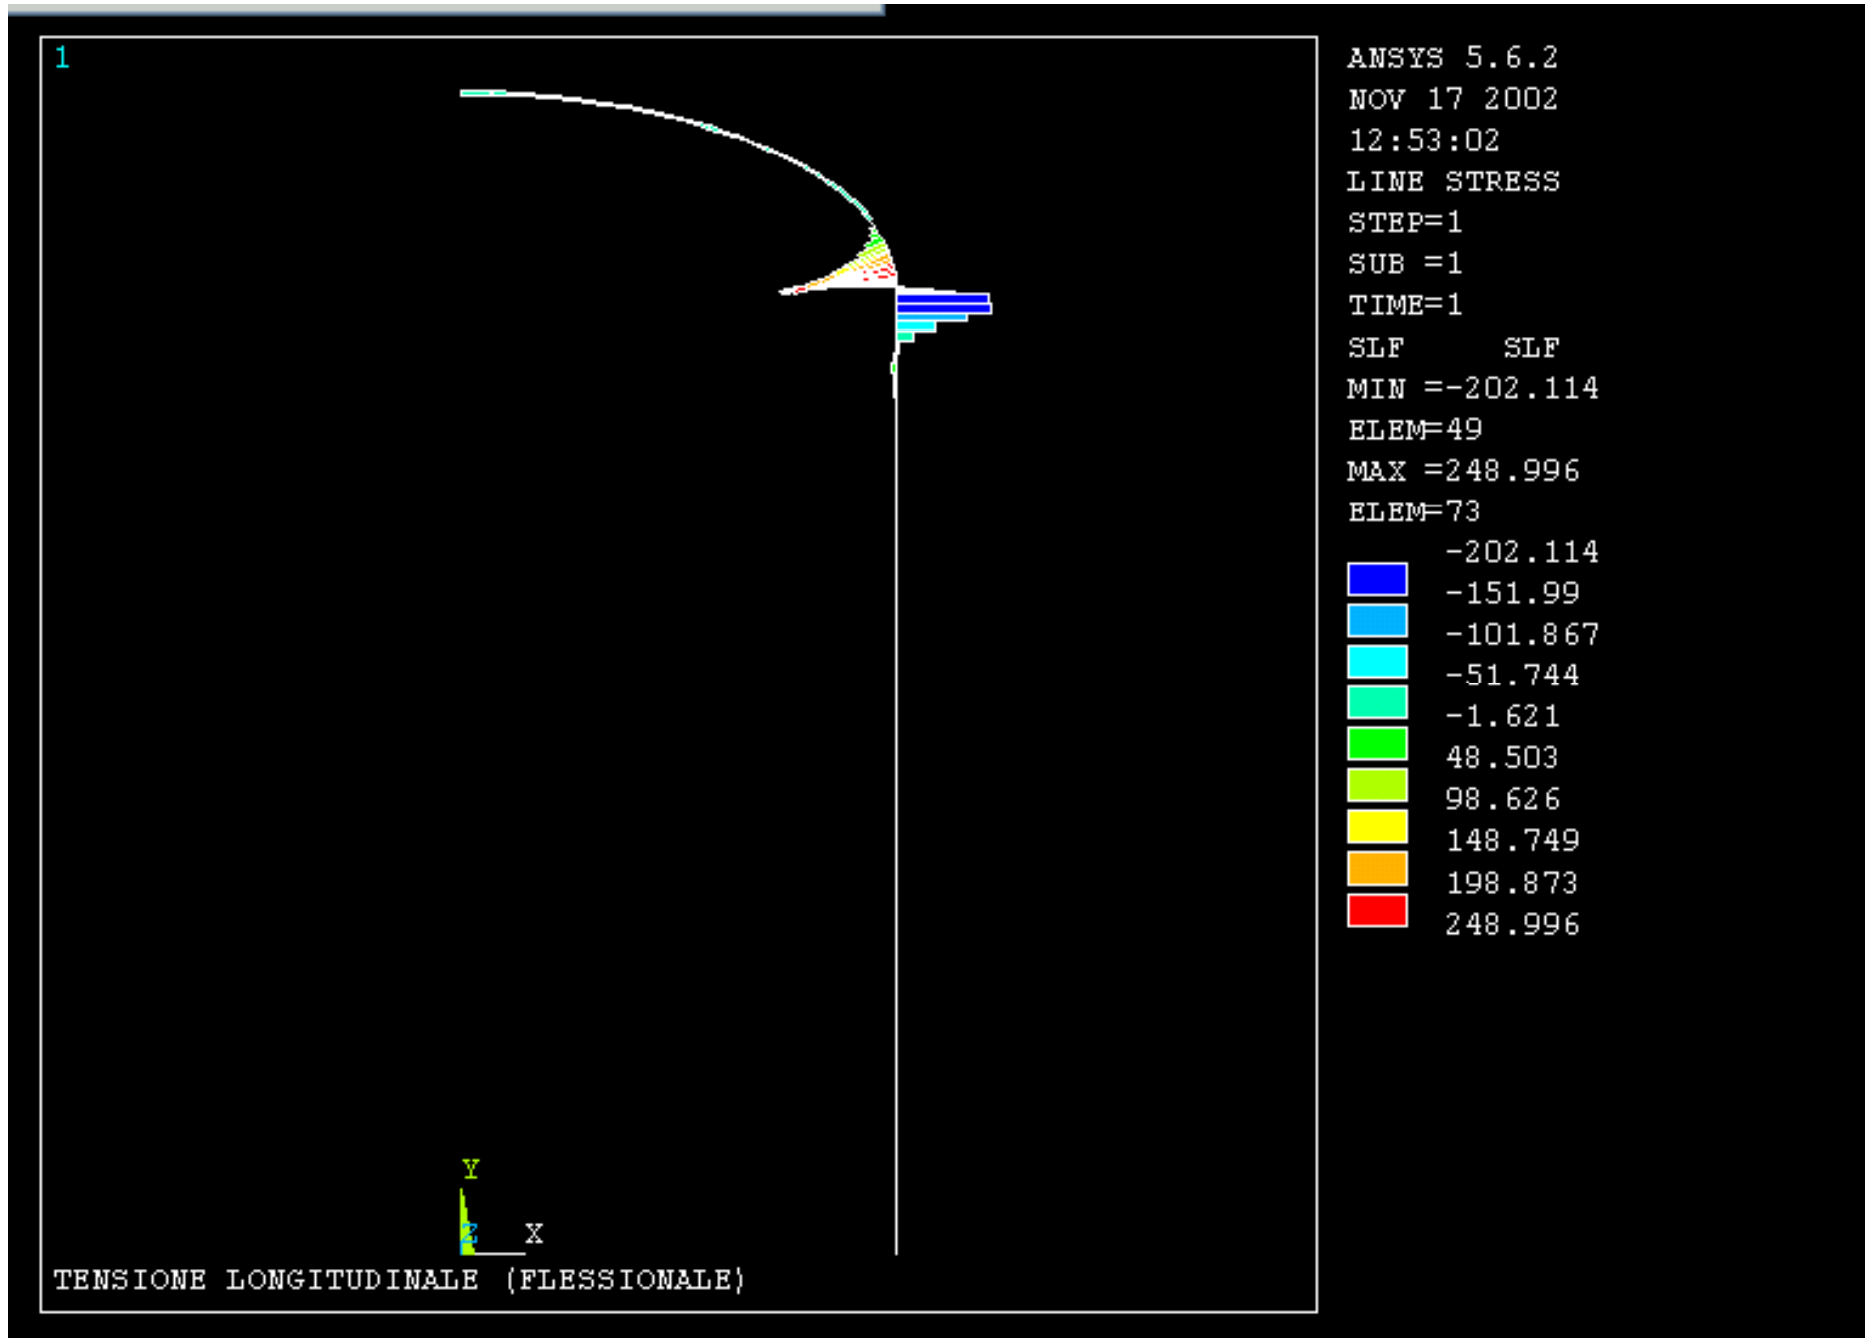 1
ANSYS 5.6.2
NOV 17 2002
12:53:02
LINE STRESS
STEP=1
SUB =1
TIME=1
SLF SLF
MIN =-202.114
ELEM=49
MAX =248.996
ELEM=73
-202.114
-151.99
-101.867
-51.744
-1.621
48.503
98.626
148.749
198.873
248.996
Y
Z X
TENSIONE LONGITUDINALE (FLESSIONALE)